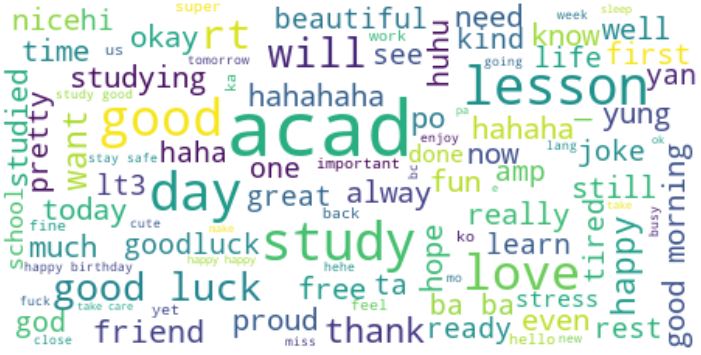 super
nicehi
beautiful
need
week
sleep
okay
rt
work
kind
know
well
time
us
will
see
huhu
life
first
tomorrow
going
studying
ka
lesson
yan
study good
hahahaha
studied
pretty
want
good
acad
po
hahaha
—
yung
enjoy
pa
ok
stay safe
haha
one
important
done
now
lang
joke
bc
lt3
day
great
alway
fun
e
amp
still
take
school
today
back
really
tired
happy
busy
good morning
fine
cute
make
study
hope
ko
learn
much
goodluck
happy happy
happy birthday
hehe
mo
love
good luck
free
ta
feel
ba ba
stress
fuck
take care
yet
god
close
friend
proud
miss
thank
ready
even
hello
new
rest